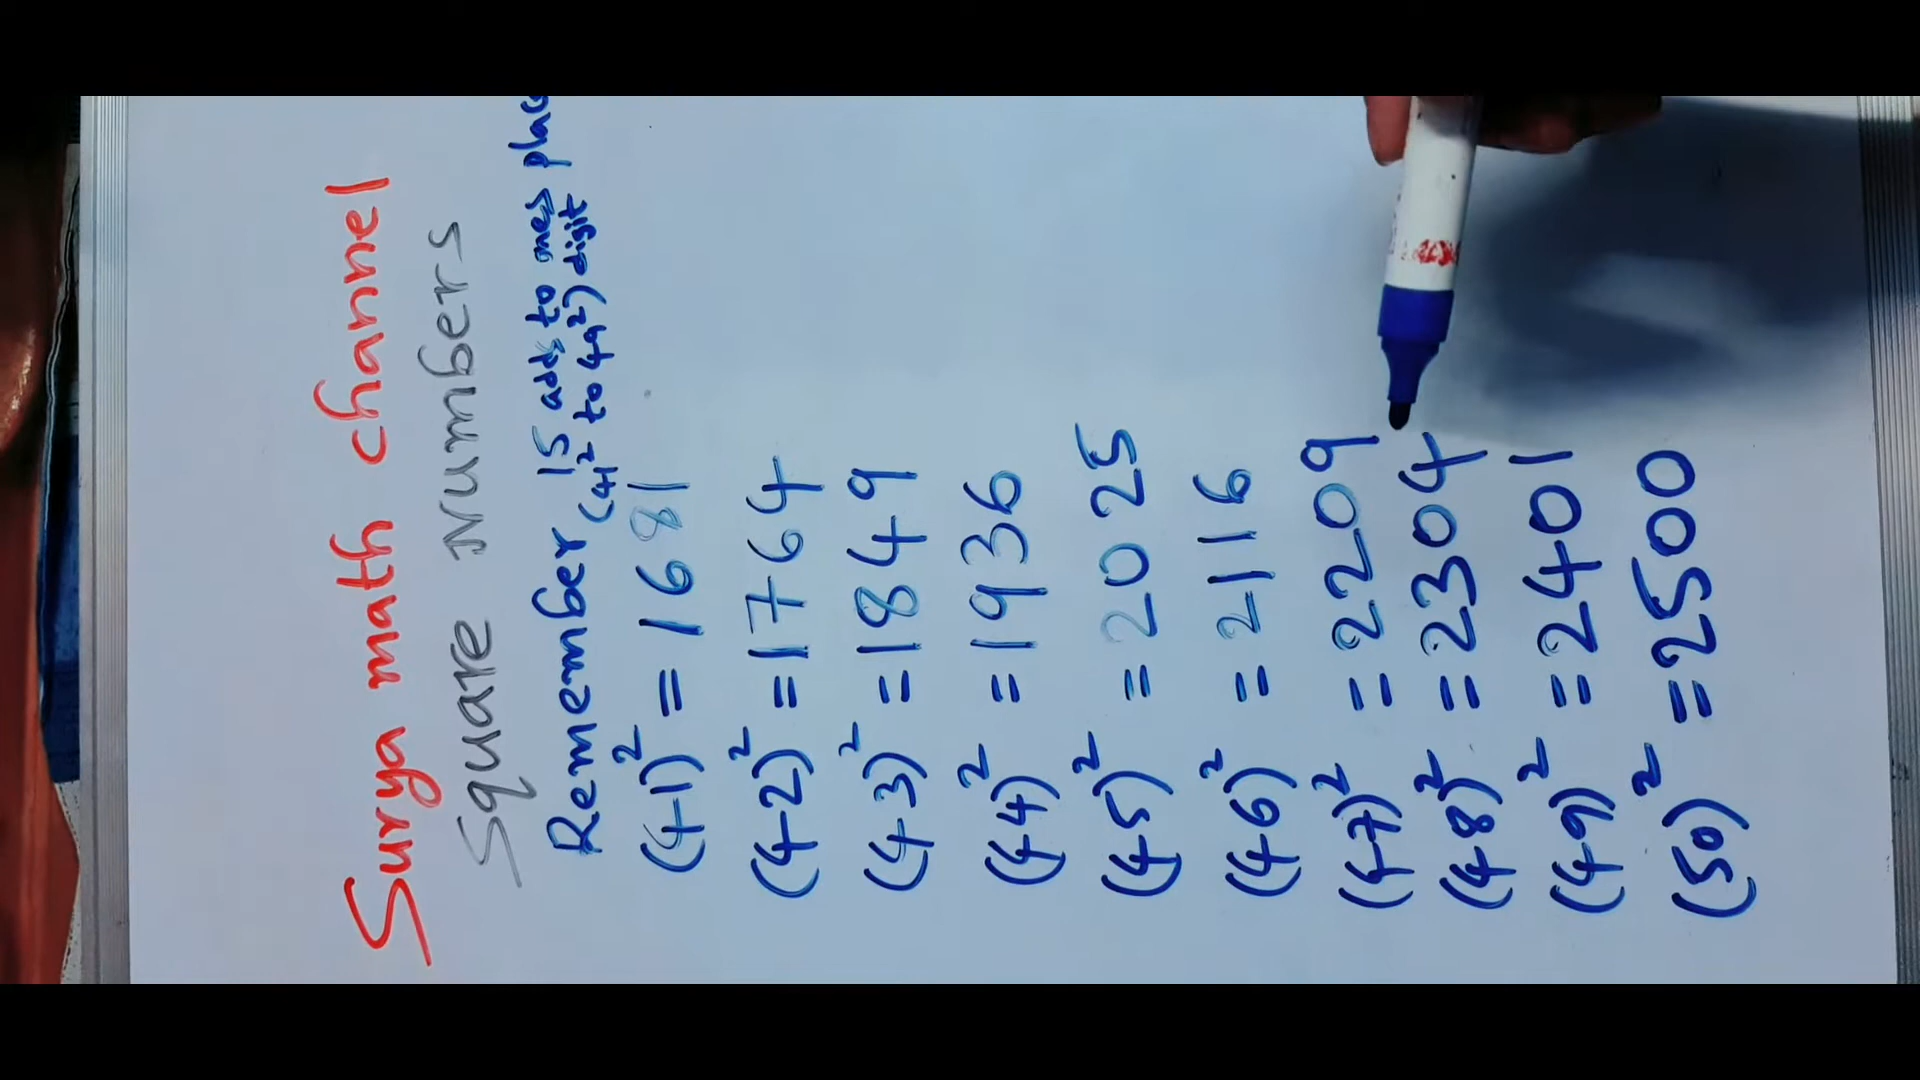 Surya math channel
Square Numbers
Remember 15 adds to ones place
(41² to 49²) digit
(41)² = 1681
(42)² = 1764
(43)² = 1849
(44)² = 1936
(45)² = 2025
(46)² = 2116
(47)² = 2209
(48)² = 2304
(49)² = 2401
(50)² = 2500